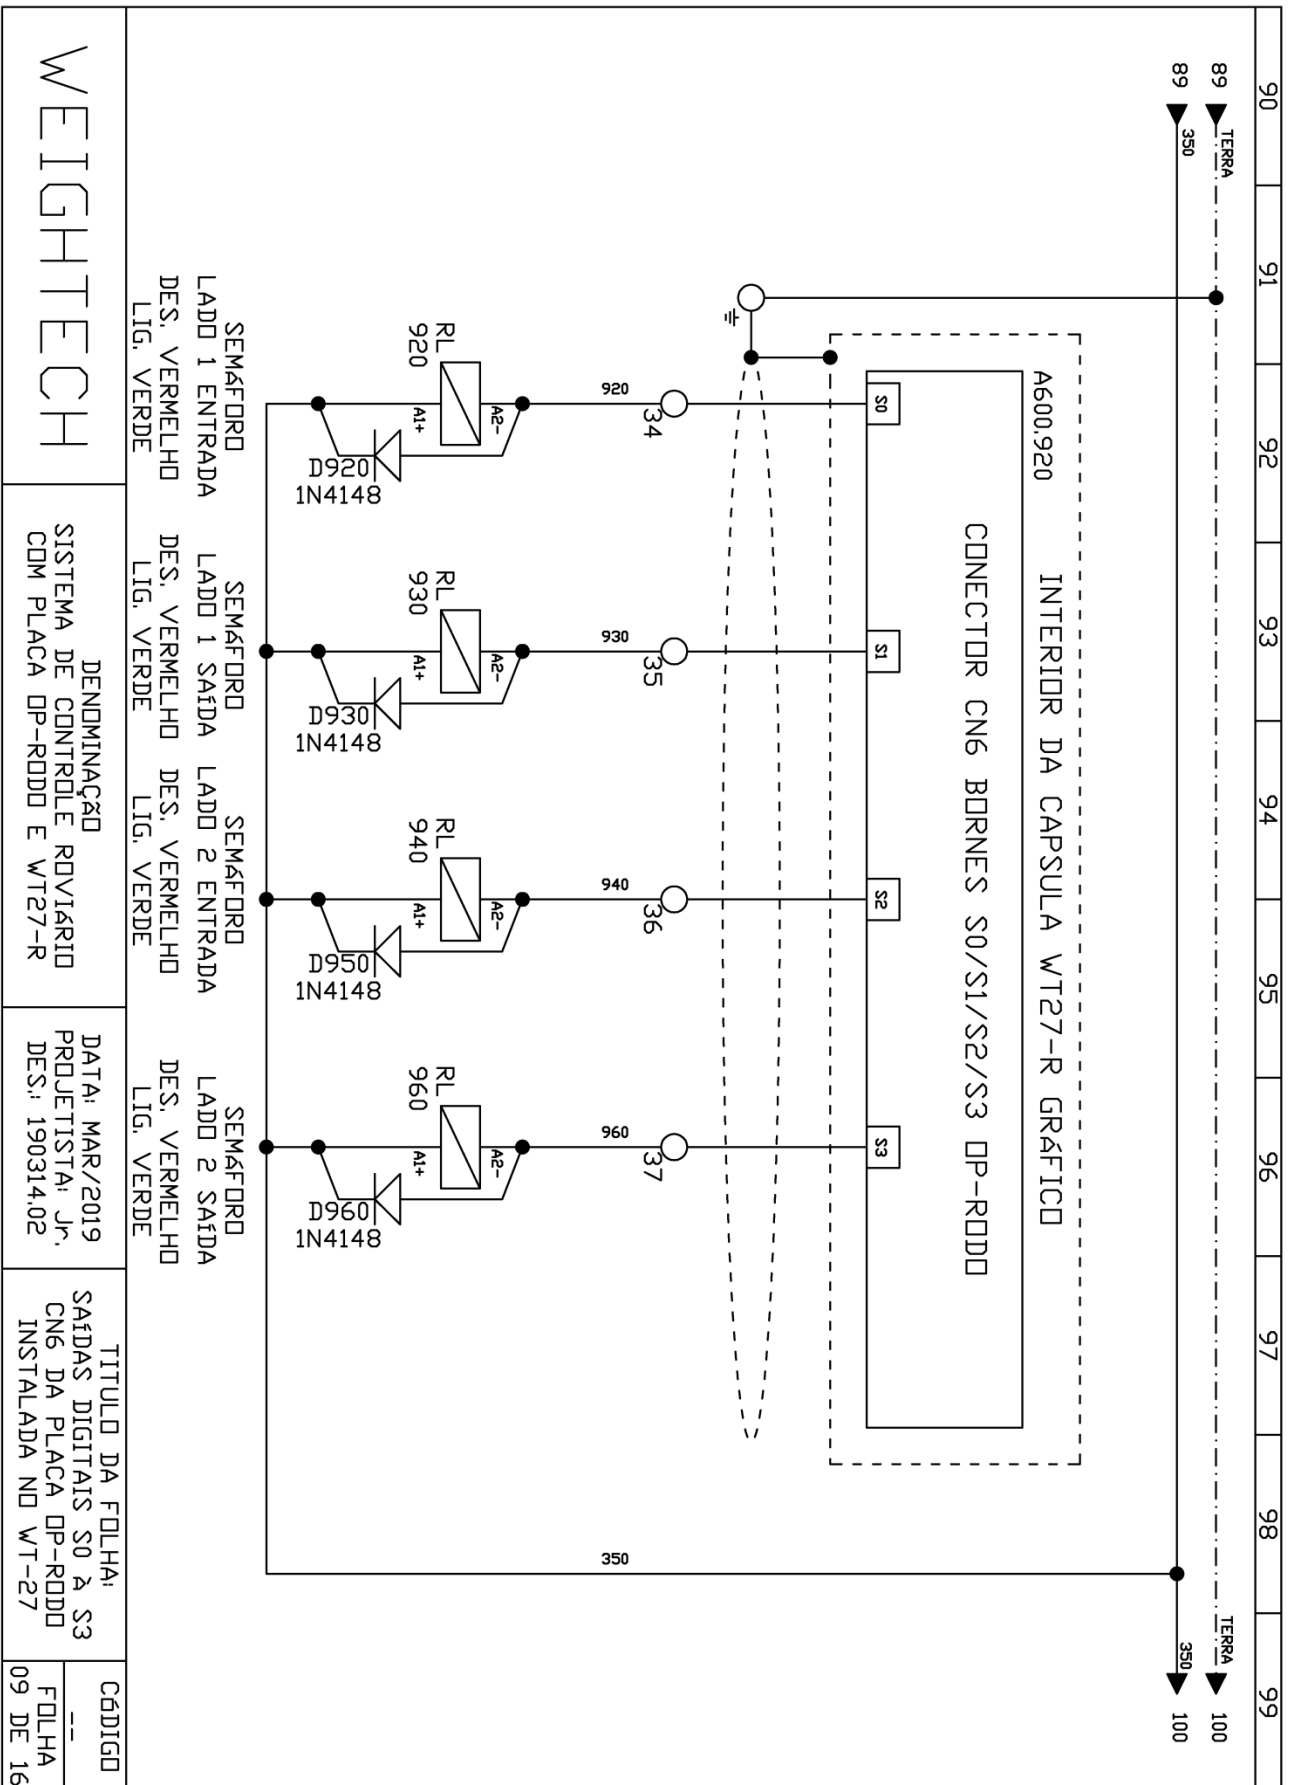 90
91
92
93
94
95
96
97
98
99
89
TERRA
TERRA
100
89
350
350
100
A600.920
INTERIOR DA CAPSULA WT27-R GRÁFICO
CONECTOR CN6 BORNES S0/S1/S2/S3 OP-RODO
S0
S1
S2
S3
34
35
36
37
920
930
940
960
350
RL
920
A2-
A1+
D920
1N4148
RL
930
A2-
A1+
D930
1N4148
RL
940
A2-
A1+
D950
1N4148
RL
960
A2-
A1+
D960
1N4148
SEMÁFORO
LADO 1 ENTRADA
DES. VERMELHO
LIG. VERDE
SEMÁFORO
LADO 1 SAÍDA
DES. VERMELHO
LIG. VERDE
SEMÁFORO
LADO 2 ENTRADA
DES. VERMELHO
LIG. VERDE
SEMÁFORO
LADO 2 SAÍDA
DES. VERMELHO
LIG. VERDE
WEIGHTECH
DENOMINAÇÃO
SISTEMA DE CONTROLE ROVIÁRIO
COM PLACA OP-RODO E WT27-R
DATA: MAR/2019
PROJETISTA: Jr.
DES.: 190314.02
TITULO DA FOLHA:
SAÍDAS DIGITAIS S0 À S3
CN6 DA PLACA OP-RODO
INSTALADA NO WT-27
CÓDIGO
--
FOLHA
09 DE 16